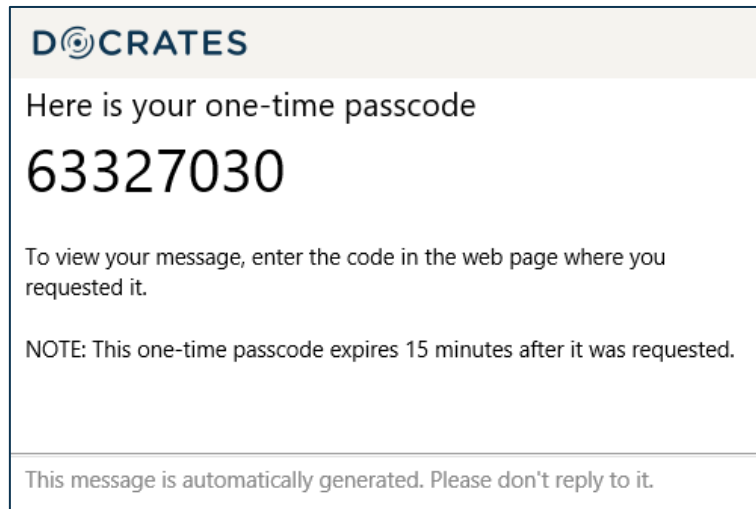 DOCRATES
Here is your one-time passcode
63327030
To view your message, enter the code in the web page where you
requested it.
NOTE: This one-time passcode expires 15 minutes after it was requested.
This message is automatically generated. Please don't reply to it.